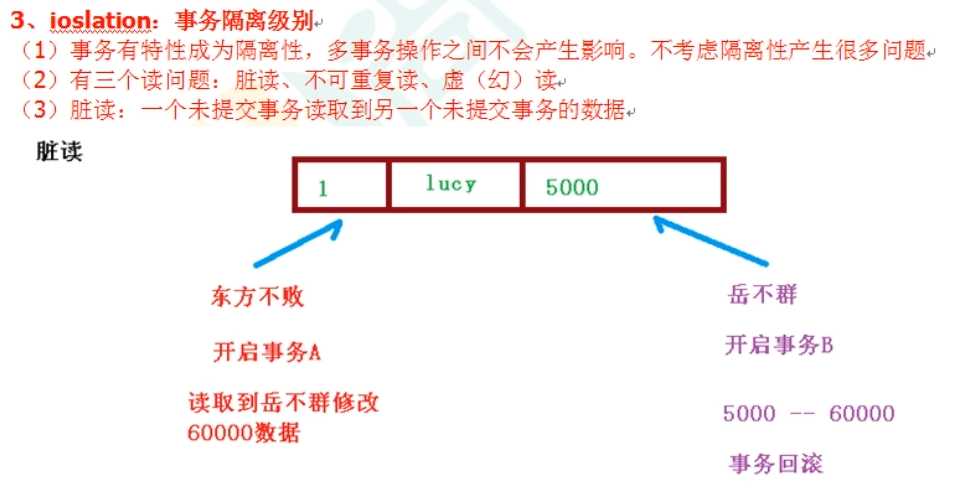 3、ioslation：事务隔离级别
（1）事务有特性成为隔离性，多事务操作之间不会产生影响。不考虑隔离性产生很多问题
（2）有三个读问题：脏读、不可重复读、虚（幻）读
（3）脏读：一个未提交事务读取到另一个未提交事务的数据
脏读
1 lucy 5000
东方不败
开启事务A
读取到岳不群修改
60000数据
岳不群
开启事务B
5000 -- 60000
事务回滚